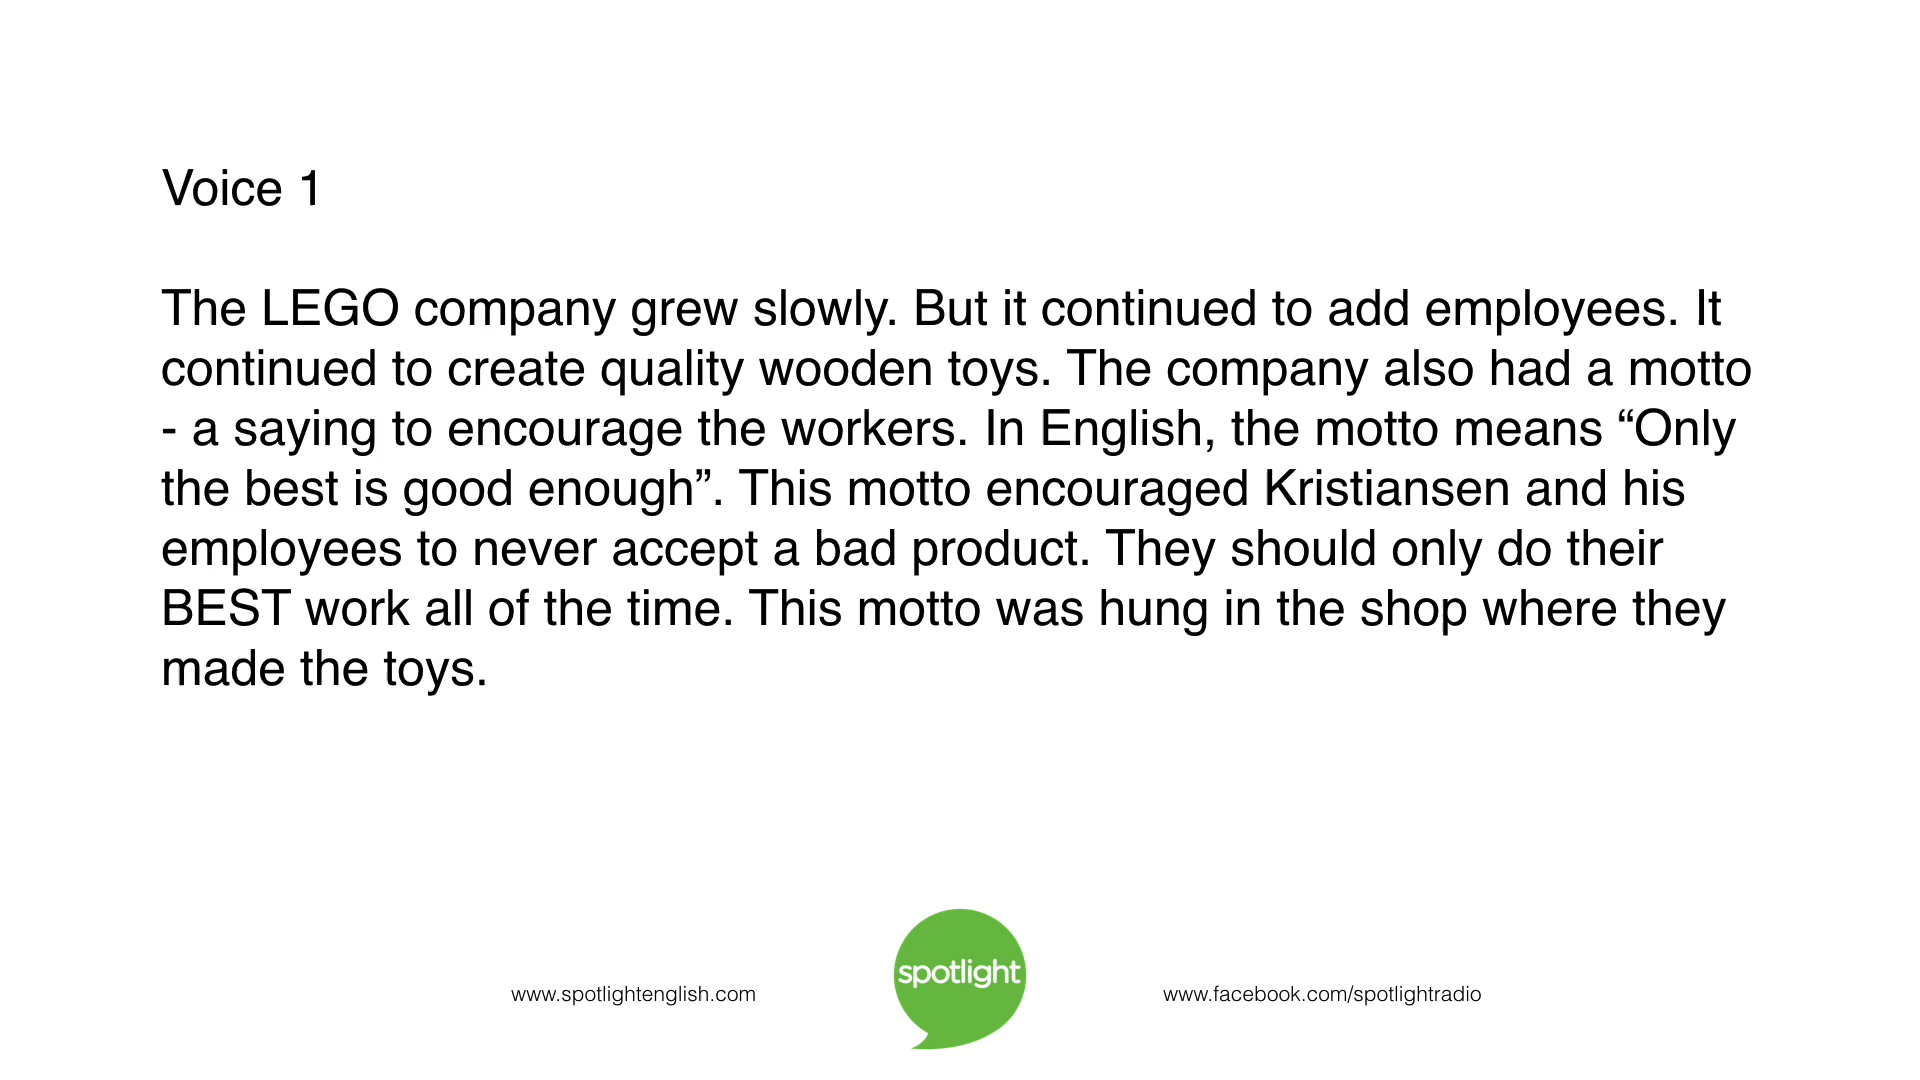 Voice 1
The LEGO company grew slowly. But it continued to add employees. It
continued to create quality wooden toys. The company also had a motto
- a saying to encourage the workers. In English, the motto means “Only
the best is good enough”. This motto encouraged Kristiansen and his
employees to never accept a bad product. They should only do their
BEST work all of the time. This motto was hung in the shop where they
made the toys.
spotlight
www.spotlightenglish.com
www.facebook.com/spotlightradio